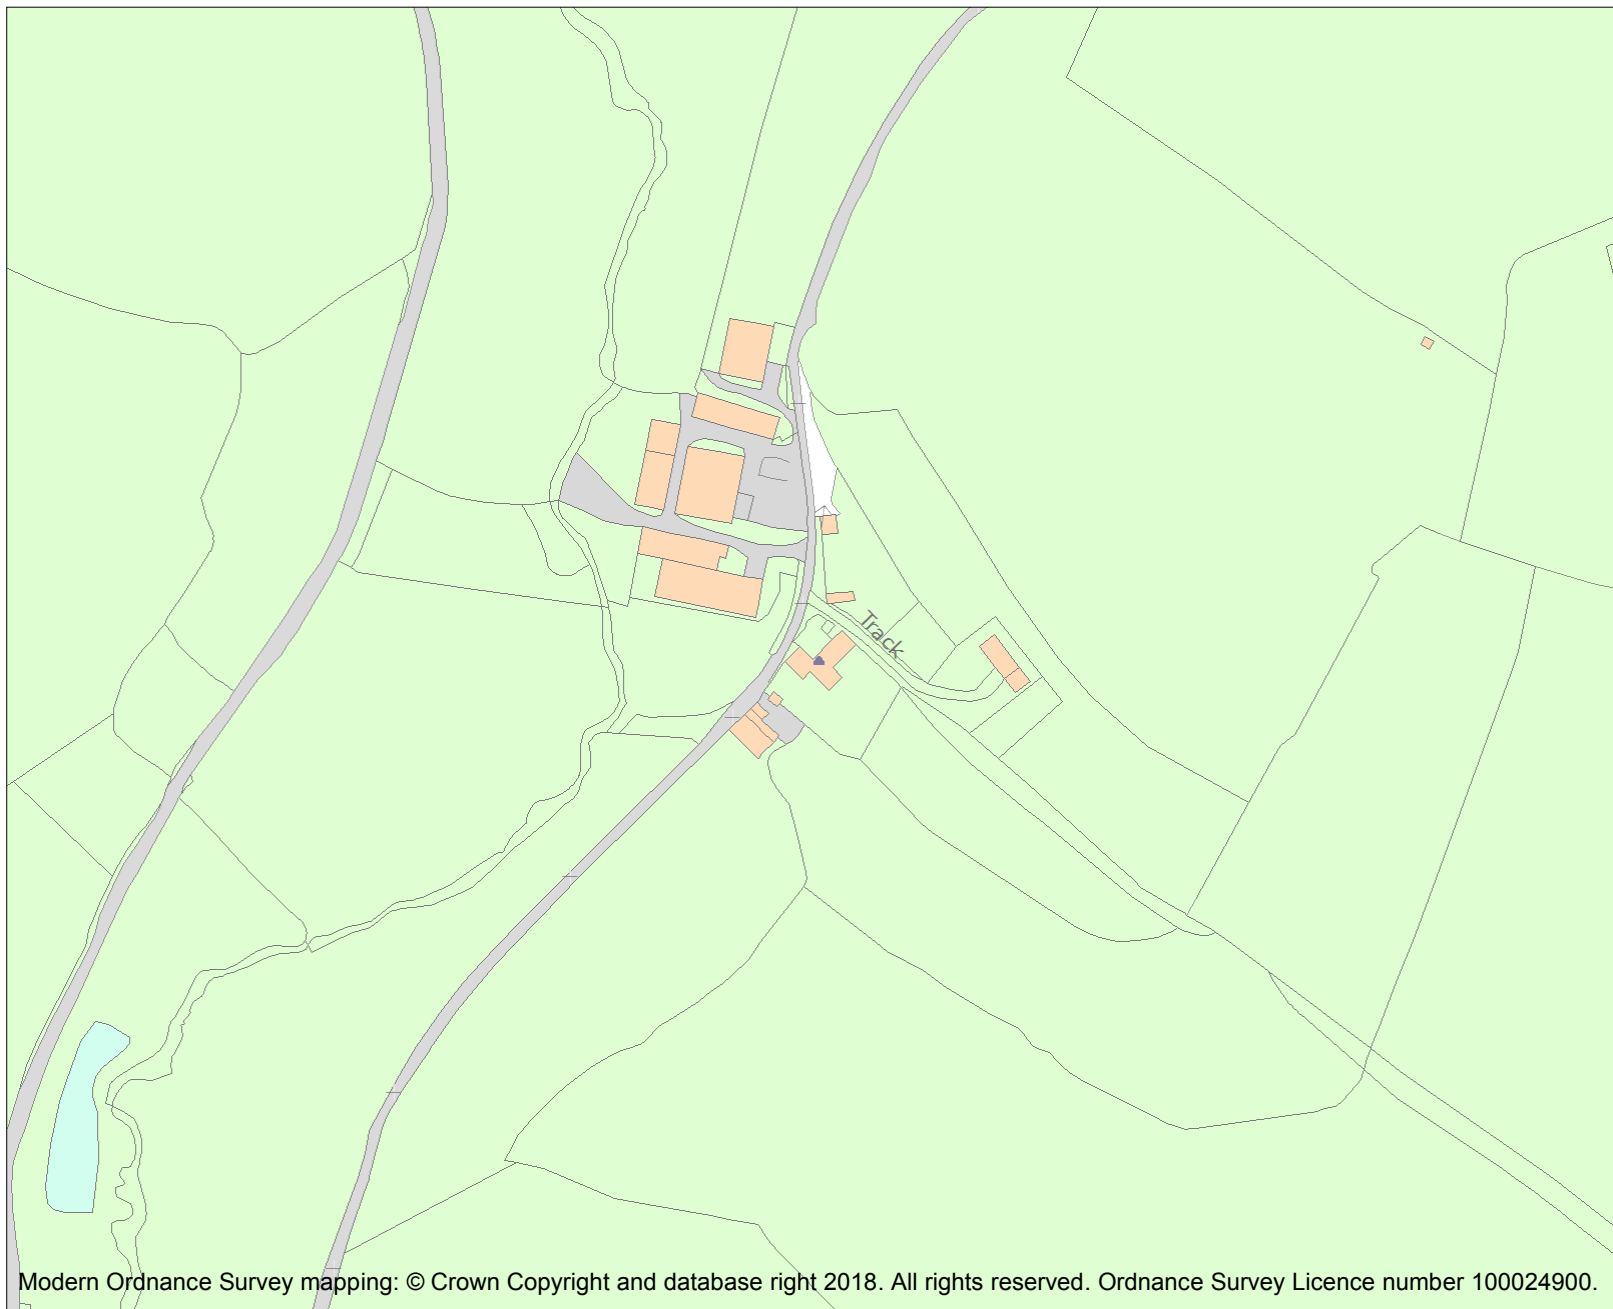 Track
Modern Ordnance Survey mapping: © Crown Copyright and database right 2018. All rights reserved. Ordnance Survey Licence number 100024900.